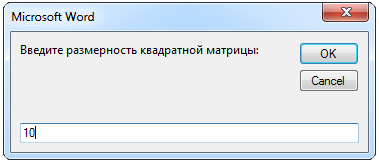 Microsoft Word
Введите размерность квадратной матрицы:
OK
Cancel
10